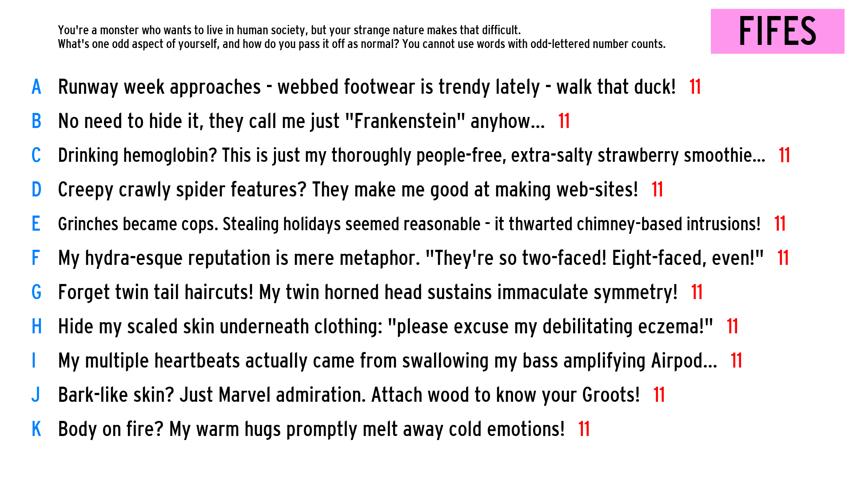 You're a monster who wants to live in human society, but your strange nature makes that difficult.
What's one odd aspect of yourself, and how do you pass it off as normal? You cannot use words with odd-lettered number counts.
FIFES
A Runway week approaches - webbed footwear is trendy lately - walk that duck! 11
B No need to hide it, they call me just "Frankenstein" anyhow... 11
C Drinking hemoglobin? This is just my thoroughly people-free, extra-salty strawberry smoothie... 11
D Creepy crawly spider features? They make me good at making web-sites! 11
E Grinches became cops. Stealing holidays seemed reasonable - it thwarted chimney-based intrusions! 11
F My hydra-esque reputation is mere metaphor. "They're so two-faced! Eight-faced, even!" 11
G Forget twin tail haircuts! My twin horned head sustains immaculate symmetry! 11
H Hide my scaled skin underneath clothing: "please excuse my debilitating eczema!" 11
I My multiple heartbeats actually came from swallowing my bass amplifying Airpod... 11
J Bark-like skin? Just Marvel admiration. Attach wood to know your Groots! 11
K Body on fire? My warm hugs promptly melt away cold emotions! 11